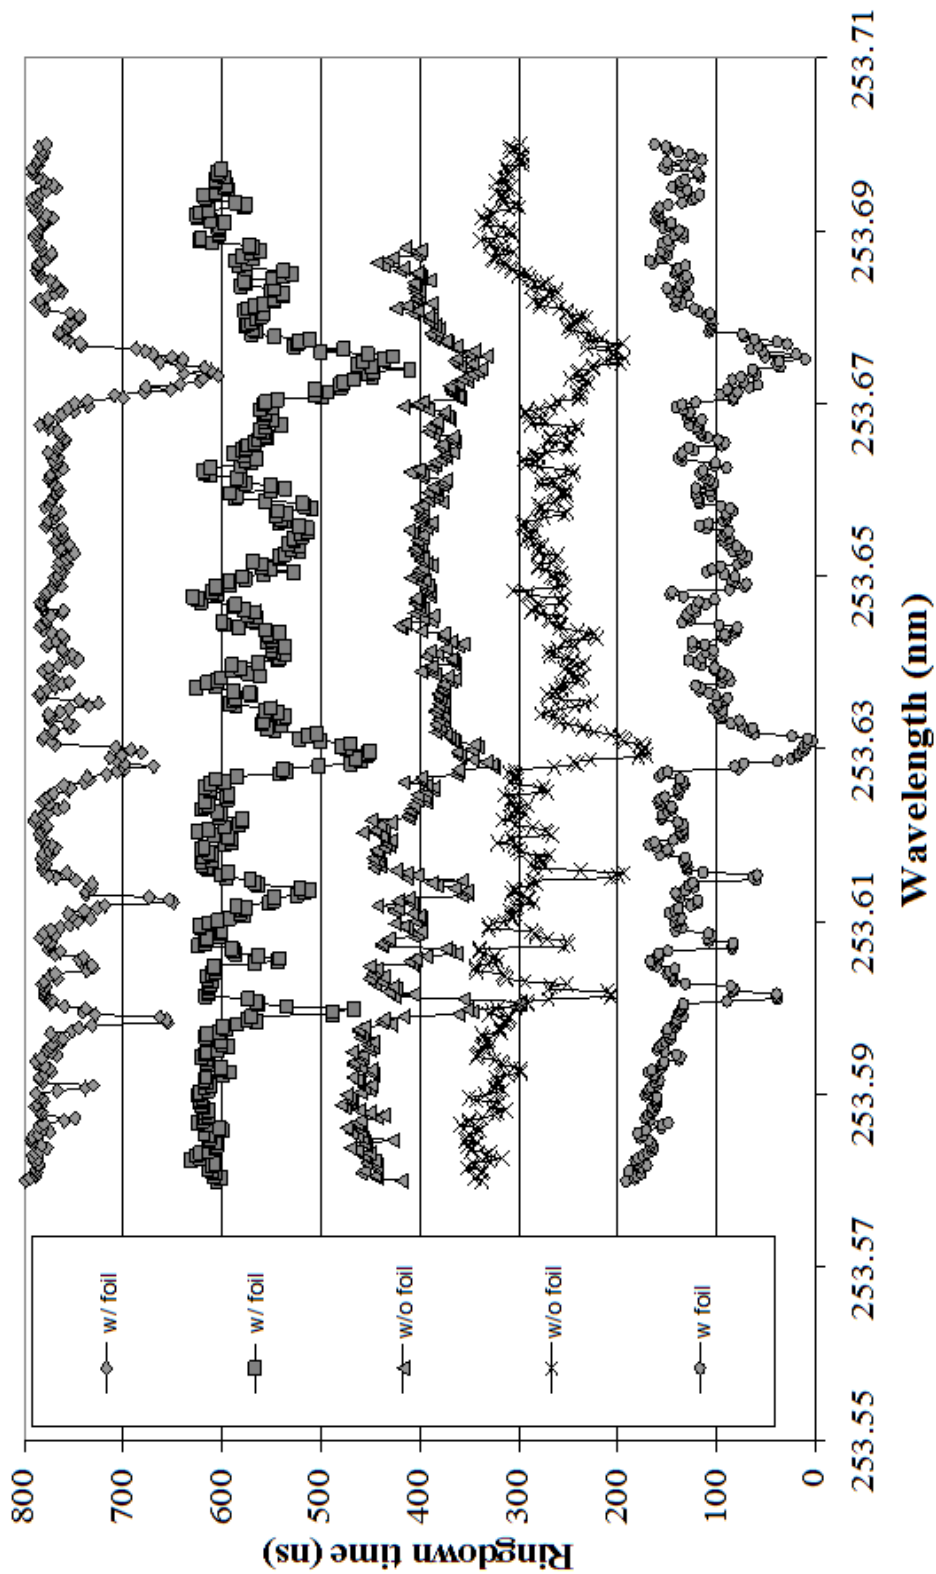 800
700
600
500
400
300
200
100
0
Ringdown time (ns)
253.55
253.57
253.59
253.61
253.63
253.65
253.67
253.69
253.71
Wavelength (nm)
w/ foil
w/ foil
w/o foil
w/o foil
w foil